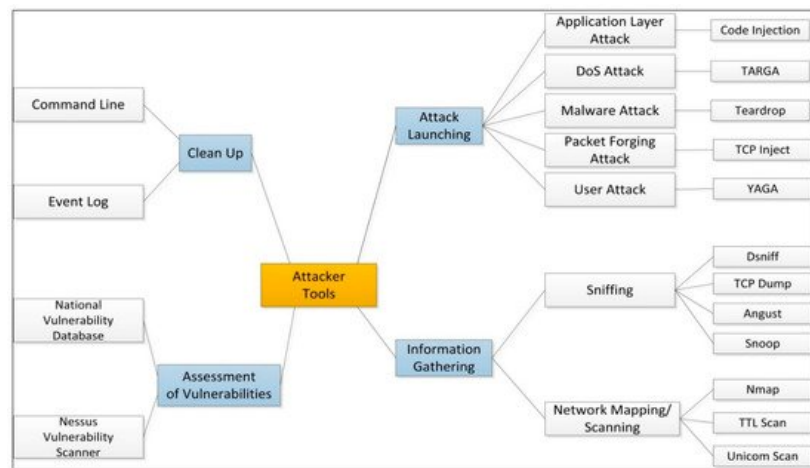 Application Layer
Attack
Code Injection
DoS Attack
TARGA
Command Line
Attack
Launching
Malware Attack
Teardrop
Clean Up
Packet Forging
Attack
TCP Inject
Event Log
User Attack
YAGA
Attacker
Tools
Dsniff
Sniffing
TCP Dump
Angust
Snoop
National
Vulnerability
Database
Information
Gathering
Assessment
of Vulnerabilities
Nmap
Network Mapping/
Scanning
TTL Scan
Nessus
Vulnerability
Scanner
Unicom Scan